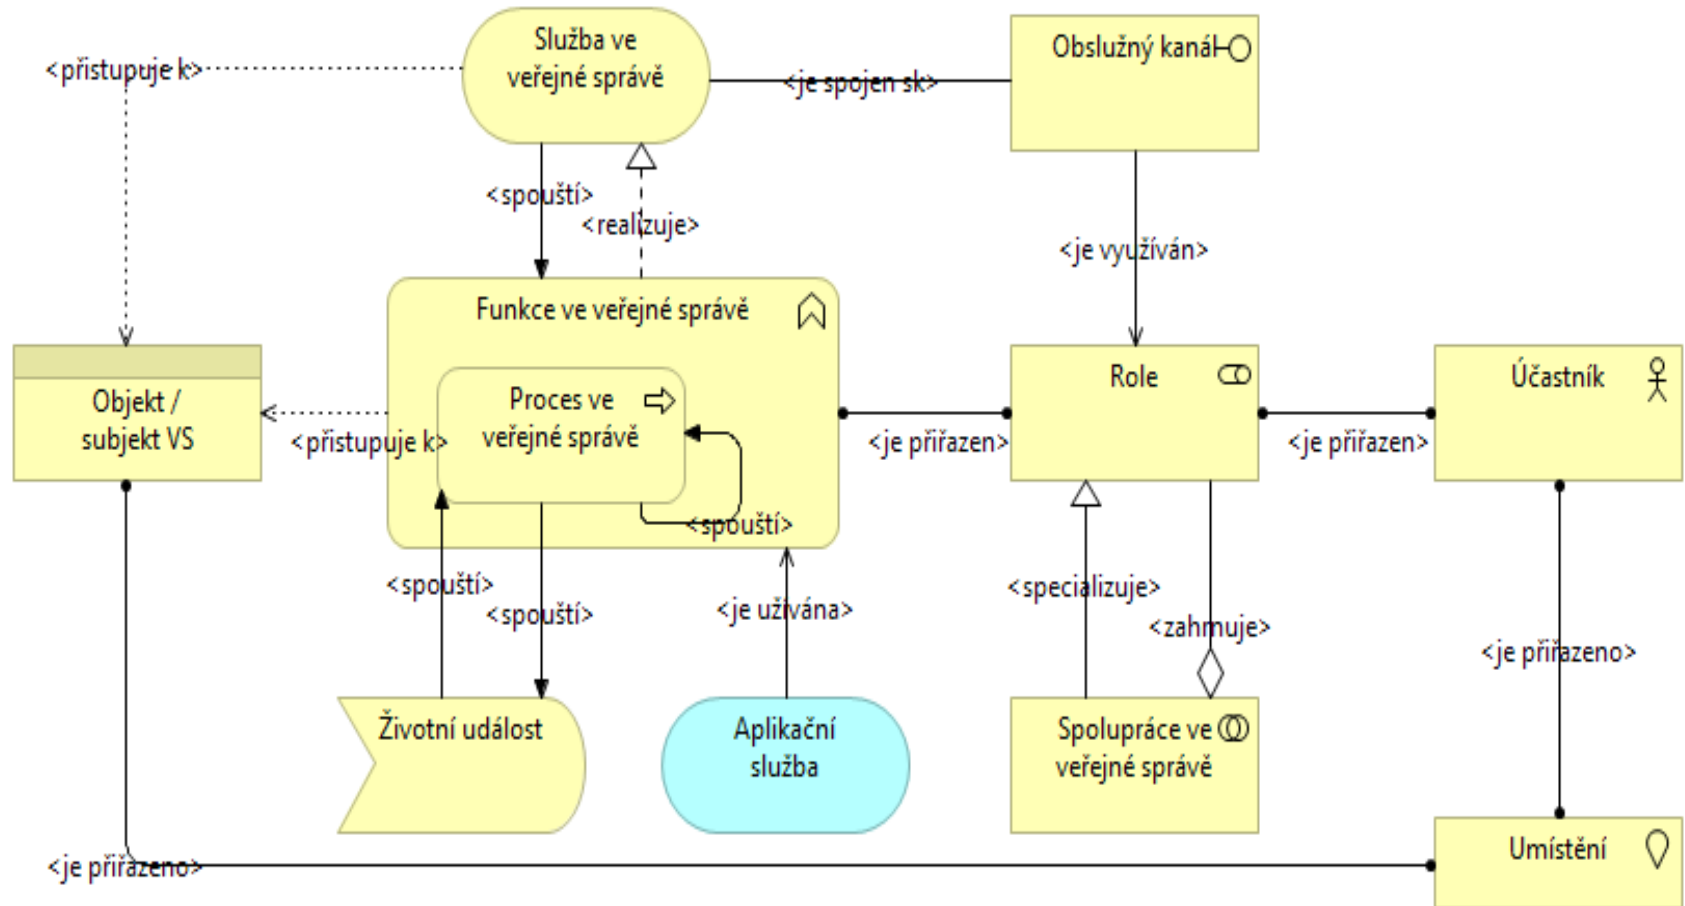 Služba ve
veřejné správě
Obslužný kanál
<přistupuje k>
<je spojen sk>
<spouští>
<realizuje>
<je využíván>
Funkce ve veřejné správě
Proces ve
veřejné správě
Objekt /
subjekt VS
Role
Účastník
<přistupuje k>
<je přiřazen>
<je přiřazen>
<spouští>
<spouští>
<spouští>
<je užívána>
<specializuje>
<zahrnuje>
<je přiřazeno>
Životní událost
Aplikační
služba
Spolupráce ve
veřejné správě
Umístění
<je přiřazeno>